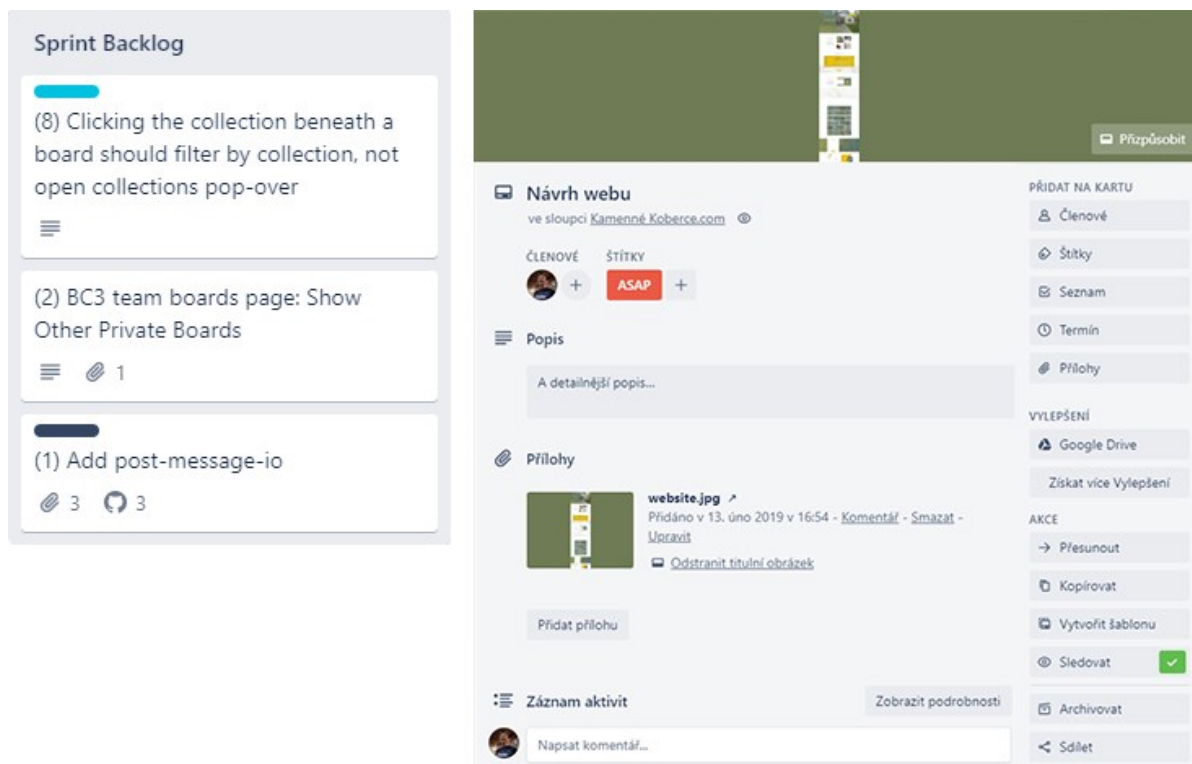 Sprint Backlog
(8) Clicking the collection beneath a
board should filter by collection, not
open collections pop-over
(2) BC3 team boards page: Show
Other Private Boards
1
(1) Add post-message-io
3 3
Přizpůsobit
Návrh webu
ve sloupci Kamenné Koberce.com
ČLENOVÉ ŠTÍTKY
+ ASAP +
Popis
A detailnější popis...
Přílohy
website.jpg ↗
Přidáno v 13. úno 2019 v 16:54 - Komentář - Smazat -
Upravit
Odstranit titulní obrázek
Přidat přílohu
Záznam aktivit Zobrazit podrobnosti
Napsat komentář...
PŘIDAT NA KARTU
Členové
Štítky
Seznam
Termín
Přílohy
VYLEPŠENÍ
Google Drive
Získat více Vylepšení
AKCE
Přesunout
Kopírovat
Vytvořit šablonu
Sledovat
Archivovat
Sdílet